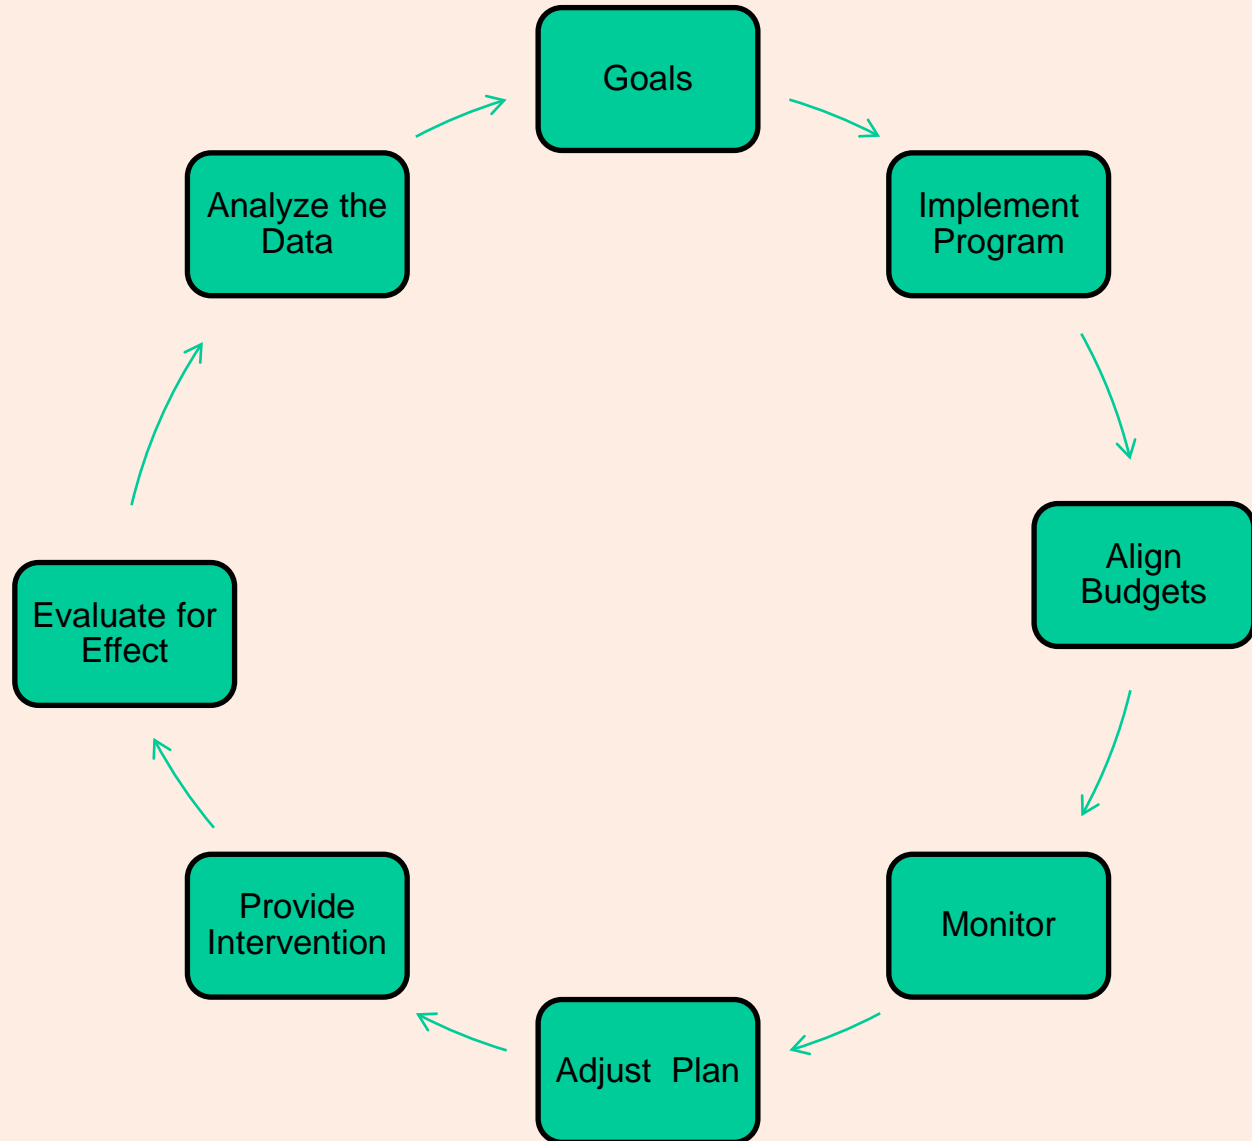 Goals
Implement
Program
Align
Budgets
Monitor
Adjust  Plan
Provide
Intervention
Evaluate for
Effect
Analyze the
Data